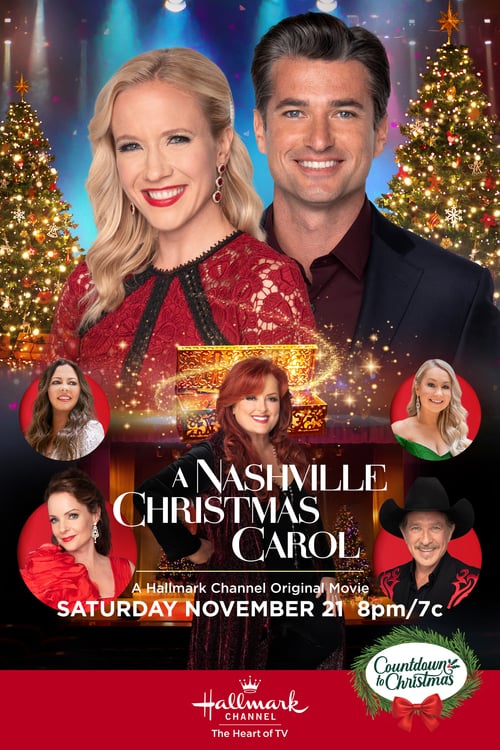 A NASHVILLE
CHRISTMAS
CAROL
A Hallmark Channel Original Movie
SATURDAY NOVEMBER 21 8pm/7c
Countdown
to Christmas
Hallmark
CHANNEL
The Heart of TV